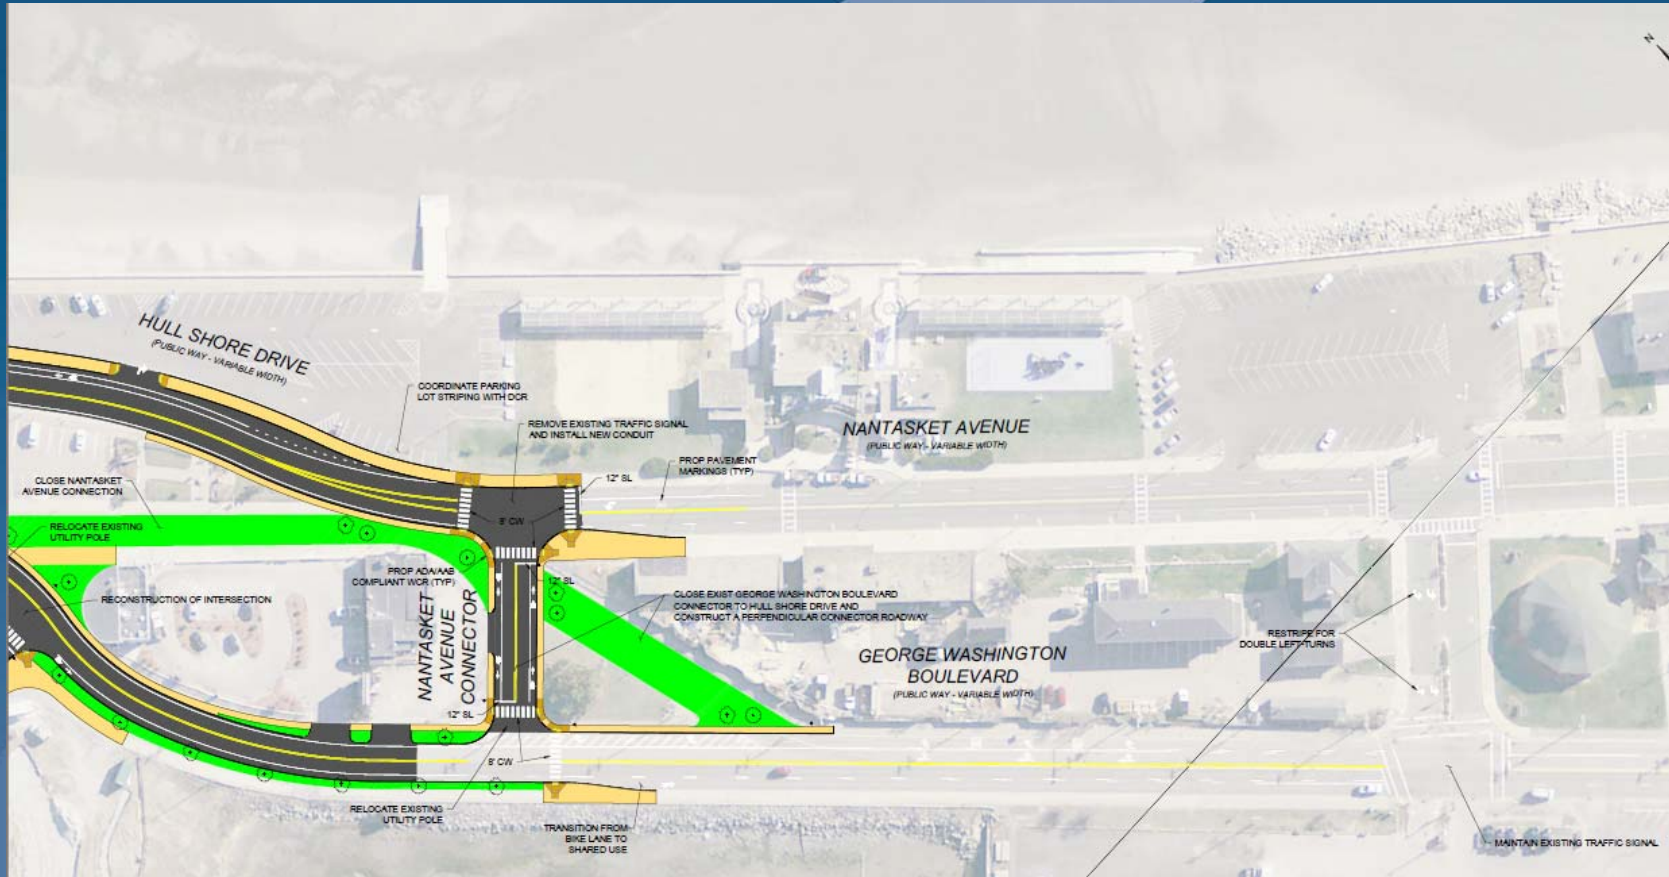 N
HULL SHORE DRIVE
(PUBLIC WAY - VARIABLE WIDTH)
COORDINATE PARKING
LOT STRIPING WITH DCR
REMOVE EXISTING TRAFFIC SIGNAL
AND INSTALL NEW CONDUIT
NANTASKET AVENUE
(PUBLIC WAY - VARIABLE WIDTH)
PROP PAVEMENT
MARKINGS (TYP)
12" SL
CLOSE NANTASKET
AVENUE CONNECTION
8' CW
RELOCATE EXISTING
UTILITY POLE
PROP ADA/AAB
COMPLIANT WCR (TYP)
12" SL
RECONSTRUCTION OF INTERSECTION
NANTASKET
AVENUE
CONNECTOR
CLOSE EXIST GEORGE WASHINGTON BOULEVARD
CONNECTOR TO HULL SHORE DRIVE AND
CONSTRUCT A PERPENDICULAR CONNECTOR ROADWAY
RESTRIPE FOR
DOUBLE LEFT-TURNS
GEORGE WASHINGTON
BOULEVARD
(PUBLIC WAY - VARIABLE WIDTH)
12" SL
8' CW
RELOCATE EXISTING
UTILITY POLE
TRANSITION FROM
BIKE LANE TO
SHARED USE
MAINTAIN EXISTING TRAFFIC SIGNAL